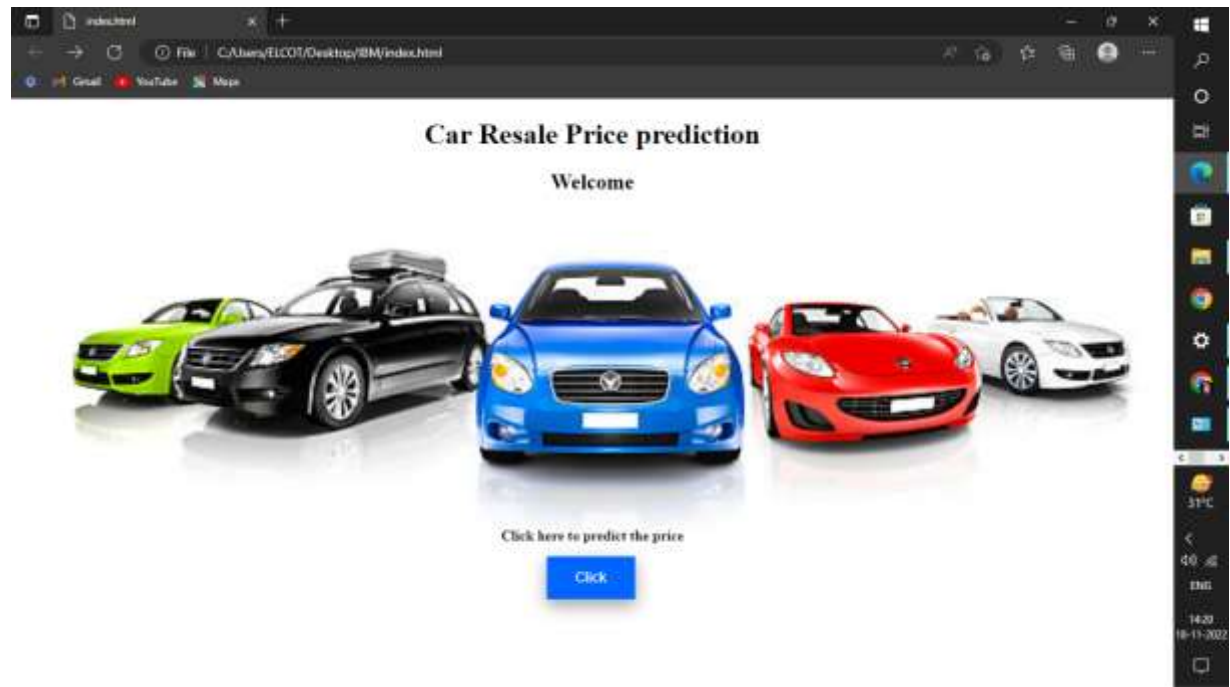 index.html
File | C:/Users/ELCOT/Desktop/IBM/index.html
Gmail YouTube Maps
Car Resale Price prediction
Welcome
Click here to predict the price
Click
31°C
ENG
14:20
18-11-2022